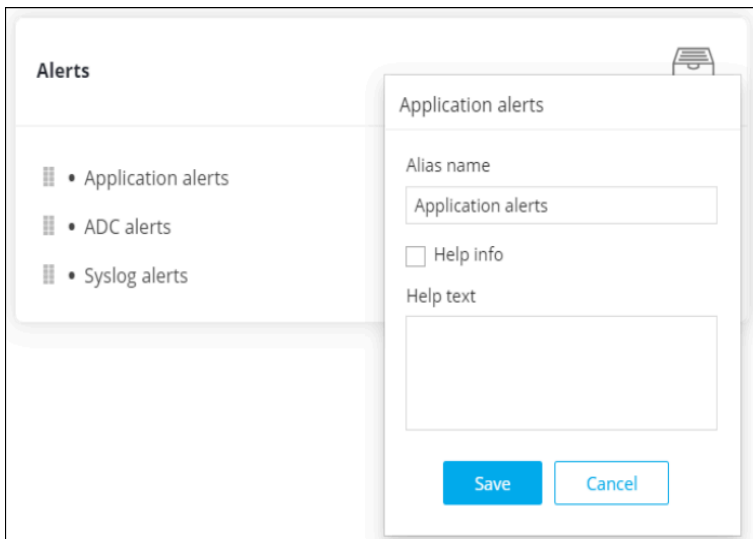 Alerts
Application alerts
ADC alerts
Syslog alerts
Application alerts
Alias name
Application alerts
Help info
Help text
Save
Cancel